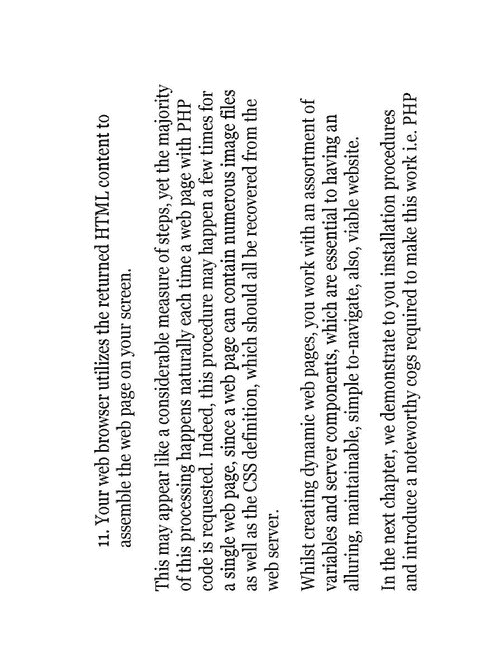 11. Your web browser utilizes the returned HTML content to
assemble the web page on your screen.
This may appear like a considerable measure of steps, yet the majority
of this processing happens naturally each time a web page with PHP
code is requested. Indeed, this procedure may happen a few times for
a single web page, since a web page can contain numerous image files
as well as the CSS definition, which should all be recovered from the
web server.
Whilst creating dynamic web pages, you work with an assortment of
variables and server components, which are essential to having an
alluring, maintainable, simple to-navigate, also, viable website.
In the next chapter, we demonstrate to you installation procedures
and introduce a noteworthy cogs required to make this work i.e. PHP